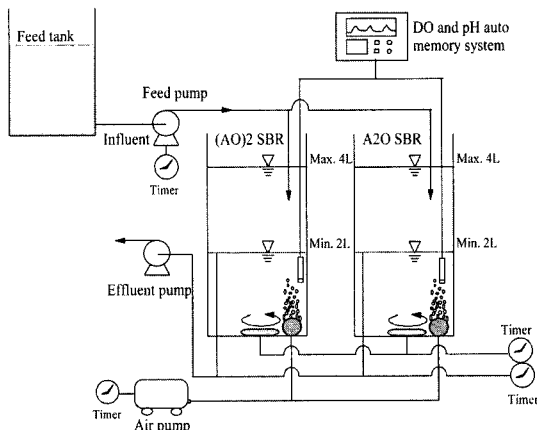 Feed tank
DO and pH auto
memory system
Feed pump
Influent
Timer
(AO)2 SBR
A2O SBR
Max. 4L
Max. 4L
Min. 2L
Min. 2L
Effluent pump
Timer
Timer
Timer
Air pump